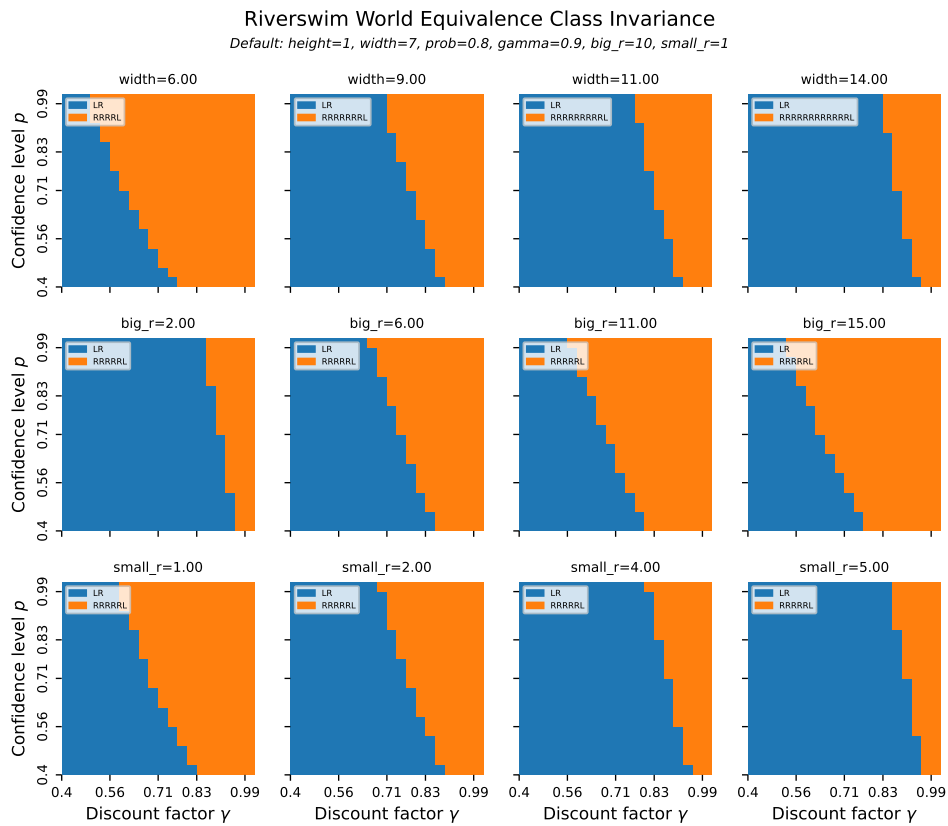 Riverswim World Equivalence Class Invariance
Default: height=1, width=7, prob=0.8, gamma=0.9, big_r=10, small_r=1
width=6.00
width=9.00
width=11.00
width=14.00
LR
RRRRL
LR
RRRRRRRL
LR
RRRRRRRRRL
LR
RRRRRRRRRRRRL
Confidence level p
0.99
0.83
0.71
0.56
0.4
0.4
0.56
0.71
0.83
0.99
0.4
0.56
0.71
0.83
0.99
0.4
0.56
0.71
0.83
0.99
0.4
0.56
0.71
0.83
0.99
big_r=2.00
big_r=6.00
big_r=11.00
big_r=15.00
LR
RRRRRL
LR
RRRRRL
LR
RRRRRL
LR
RRRRRL
Confidence level p
0.99
0.83
0.71
0.56
0.4
small_r=1.00
small_r=2.00
small_r=4.00
small_r=5.00
LR
RRRRRL
LR
RRRRRL
LR
RRRRRL
LR
RRRRRL
Confidence level p
0.99
0.83
0.71
0.56
0.4
Discount factor γ
Discount factor γ
Discount factor γ
Discount factor γ